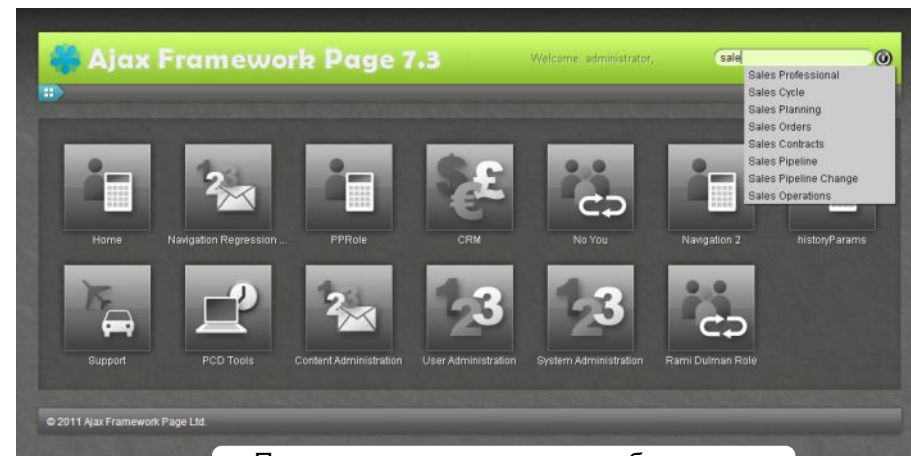 Ajax Framework Page 7.3
Welcome: administrator,
sale
Sales Professional
Sales Cycle
Sales Planning
Sales Orders
Sales Contracts
Sales Pipeline
Sales Pipeline Change
Sales Operations
Home
Navigation Regression ...
PPRole
CRM
No You
Navigation 2
historyParams
Support
PCD Tools
Content Administration
User Administration
System Administration
Rami Dulman Role
© 2011 Ajax Framework Page Ltd.